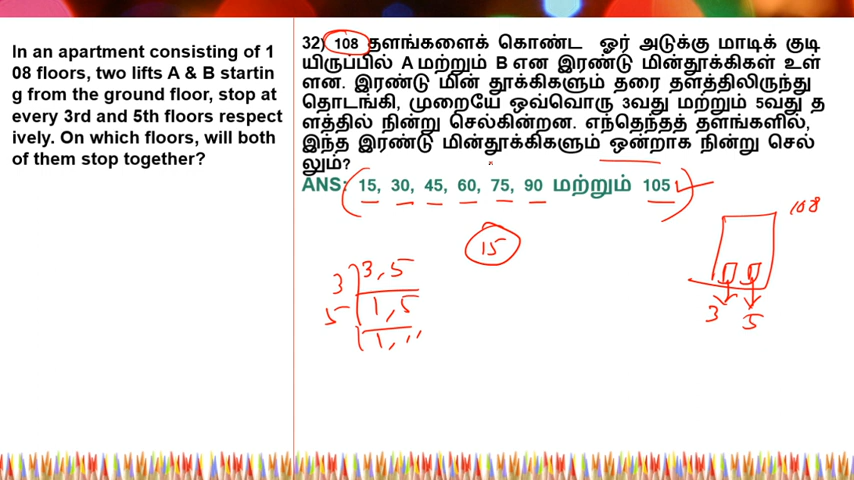 In an apartment consisting of 1
08 floors, two lifts A & B startin
g from the ground floor, stop at
every 3rd and 5th floors respect
ively. On which floors, will both
of them stop together?
32) 108 தளங்களைக் கொண்ட ஓர் அடுக்கு மாடிக் குடி
யிருப்பில் A மற்றும் B என இரண்டு மின்தூக்கிகள் உள்
ளன. இரண்டு மின் தூக்கிகளும் தரை தளத்திலிருந்து
தொடங்கி, முறையே ஒவ்வொரு 3வது மற்றும் 5வது த
ளத்தில் நின்று செல்கின்றன. எந்தெந்தத் தளங்களில்,
இந்த இரண்டு மின்தூக்கிகளும் ஒன்றாக நின்று செல்
லும்?
ANS: 15, 30, 45, 60, 75, 90 மற்றும் 105
108
15
3 3, 5
5 1, 5
1, 1
3 5